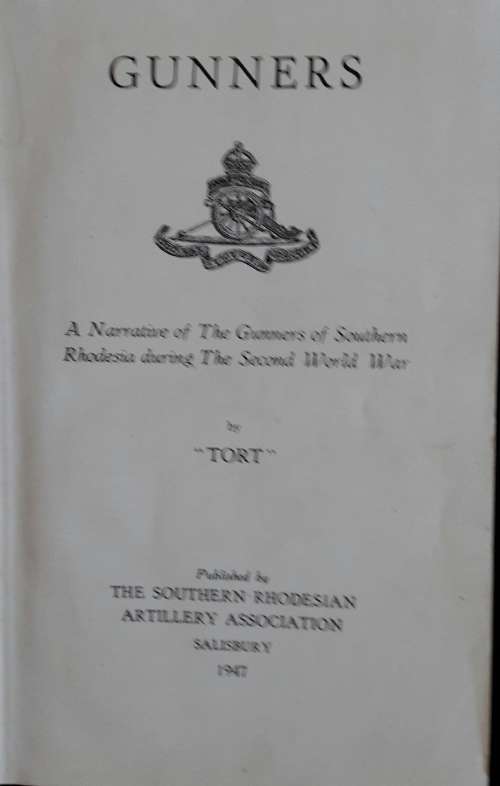 GUNNERS
A Narrative of The Gunners of Southern
Rhodesia during The Second World War
by
"TORT"
Published by
THE SOUTHERN RHODESIAN
ARTILLERY ASSOCIATION
SALISBURY
1947